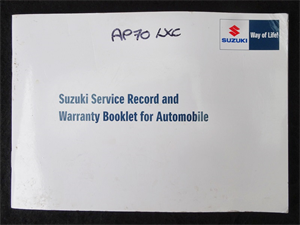 AP70 LXC
SUZUKI
Way of Life!
Suzuki Service Record and
Warranty Booklet for Automobile